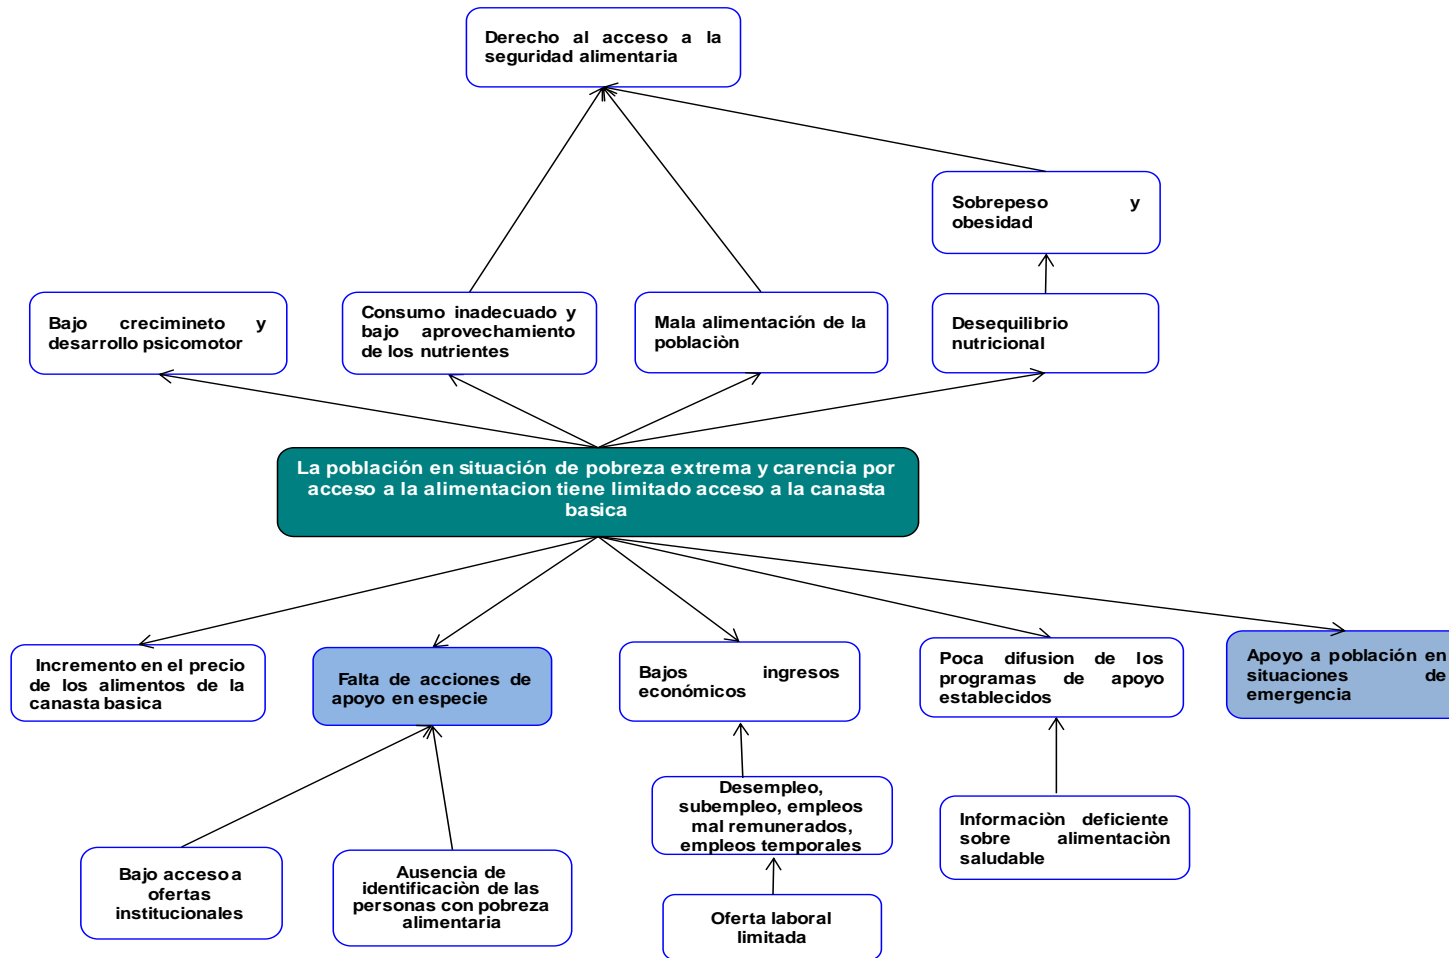 Derecho al acceso a la
seguridad alimentaria
Sobrepeso y
obesidad
Bajo crecimineto y
desarrollo psicomotor
Consumo inadecuado y
bajo aprovechamiento
de los nutrientes
Mala alimentación de la
poblaciòn
Desequilibrio
nutricional
La población en situación de pobreza extrema y carencia por
acceso a la alimentacion tiene limitado acceso a la canasta
basica
Incremento en el precio
de los alimentos de la
canasta basica
Falta de acciones de
apoyo en especie
Bajos ingresos
económicos
Poca difusion de los
programas de apoyo
establecidos
Apoyo a población en
situaciones de
emergencia
Bajo acceso a
ofertas
institucionales
Ausencia de
identificaciòn de las
personas con pobreza
alimentaria
Desempleo,
subempleo, empleos
mal remunerados,
empleos temporales
Informaciòn deficiente
sobre alimentaciòn
saludable
Oferta laboral
limitada